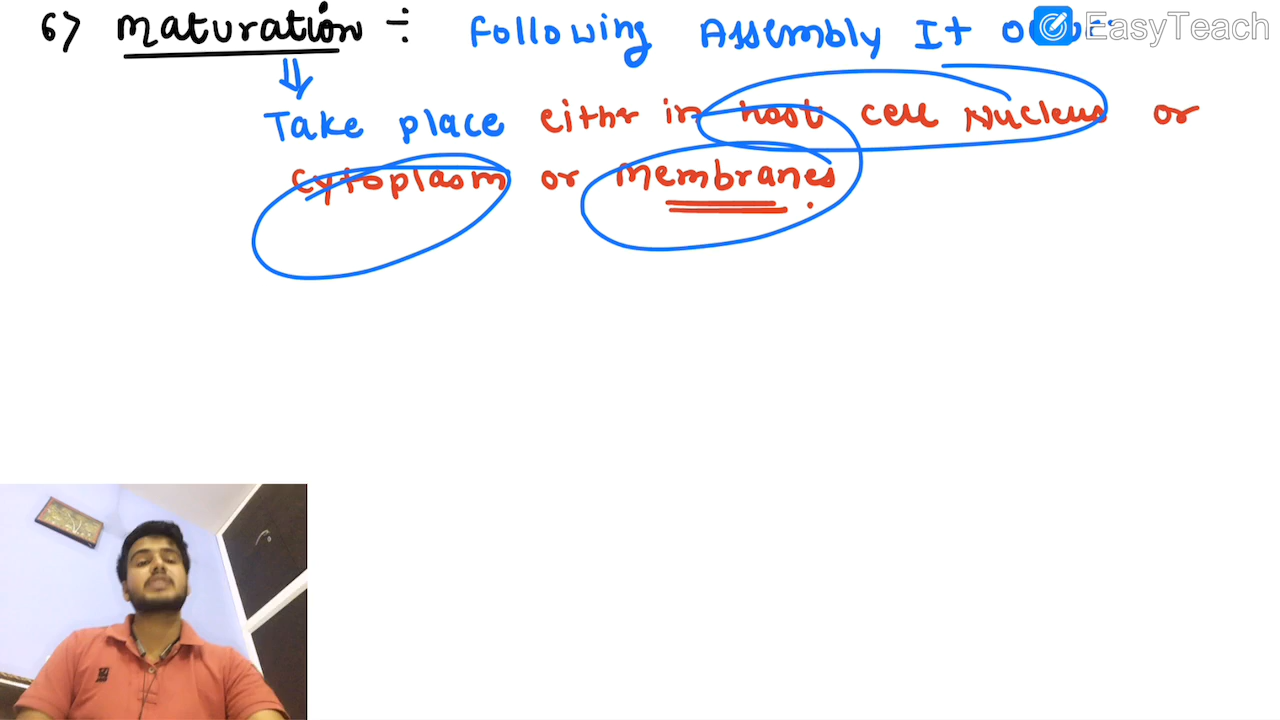 6) Maturation ÷ Following Assembly It
EasyTeach
Take place either in host cell Nucleus or
Cytoplasm or Membranes.